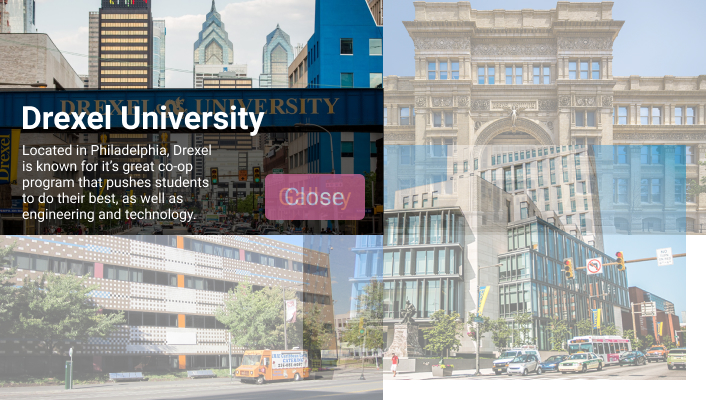 DREXEL UNIVERSITY
Drexel University
Drexel
Located in Philadelphia, Drexel
is known for it's great co-op
program that pushes students
to do their best, as well as
engineering and technology.
Close